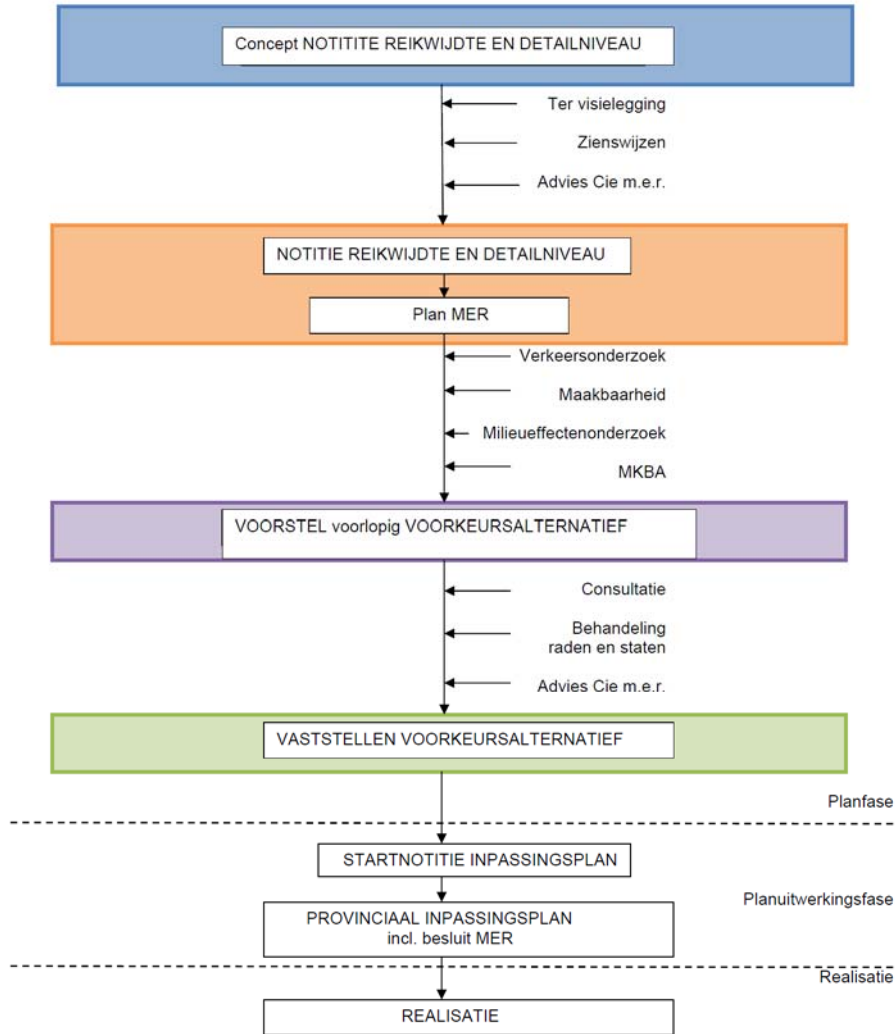 Concept NOTITITE REIKWIJDTE EN DETAILNIVEAU
Ter visielegging
Zienswijzen
Advies Cie m.e.r.
NOTITIE REIKWIJDTE EN DETAILNIVEAU
Plan MER
Verkeersonderzoek
Maakbaarheid
Milieueffectenonderzoek
MKBA
VOORSTEL voorlopig VOORKEURSALTERNATIEF
Consultatie
Behandeling
raden en staten
Advies Cie m.e.r.
VASTSTELLEN VOORKEURSALTERNATIEF
Planfase
STARTNOTITIE INPASSINGSPLAN
Planuitwerkingsfase
PROVINCIAAL INPASSINGSPLAN
incl. besluit MER
Realisatie
REALISATIE